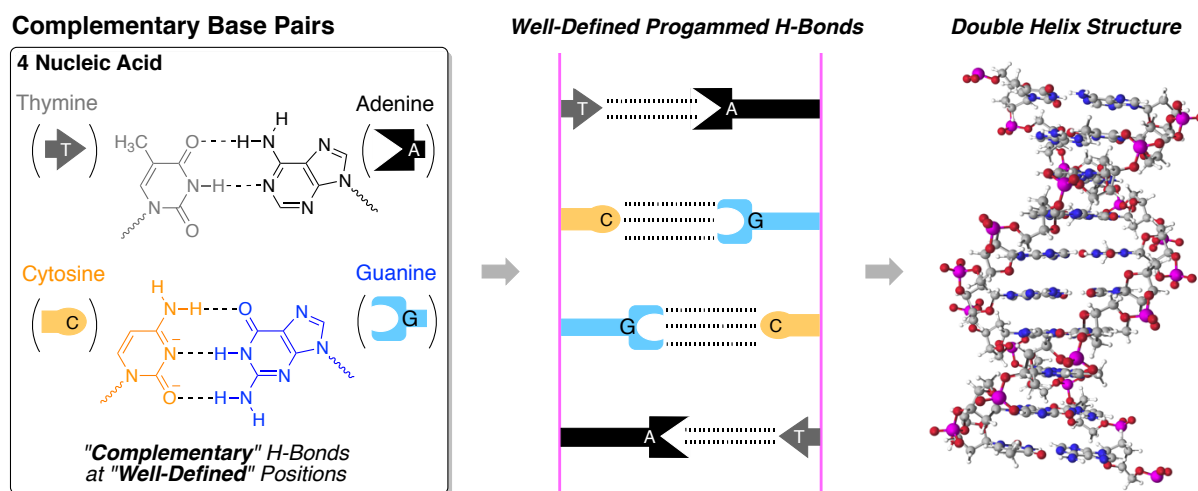 Complementary Base Pairs
4 Nucleic Acid
Thymine
T
Adenine
A
H₃C
O
N
H
N
O
H
H
N
N
N
N
N
Cytosine
C
Guanine
G
H
N
H
N
N
O
O
N
H
N
N
N
H
N
H
"Complementary" H-Bonds
at "Well-Defined" Positions
Well-Defined Progammed H-Bonds
T A
C G
G C
A T
Double Helix Structure